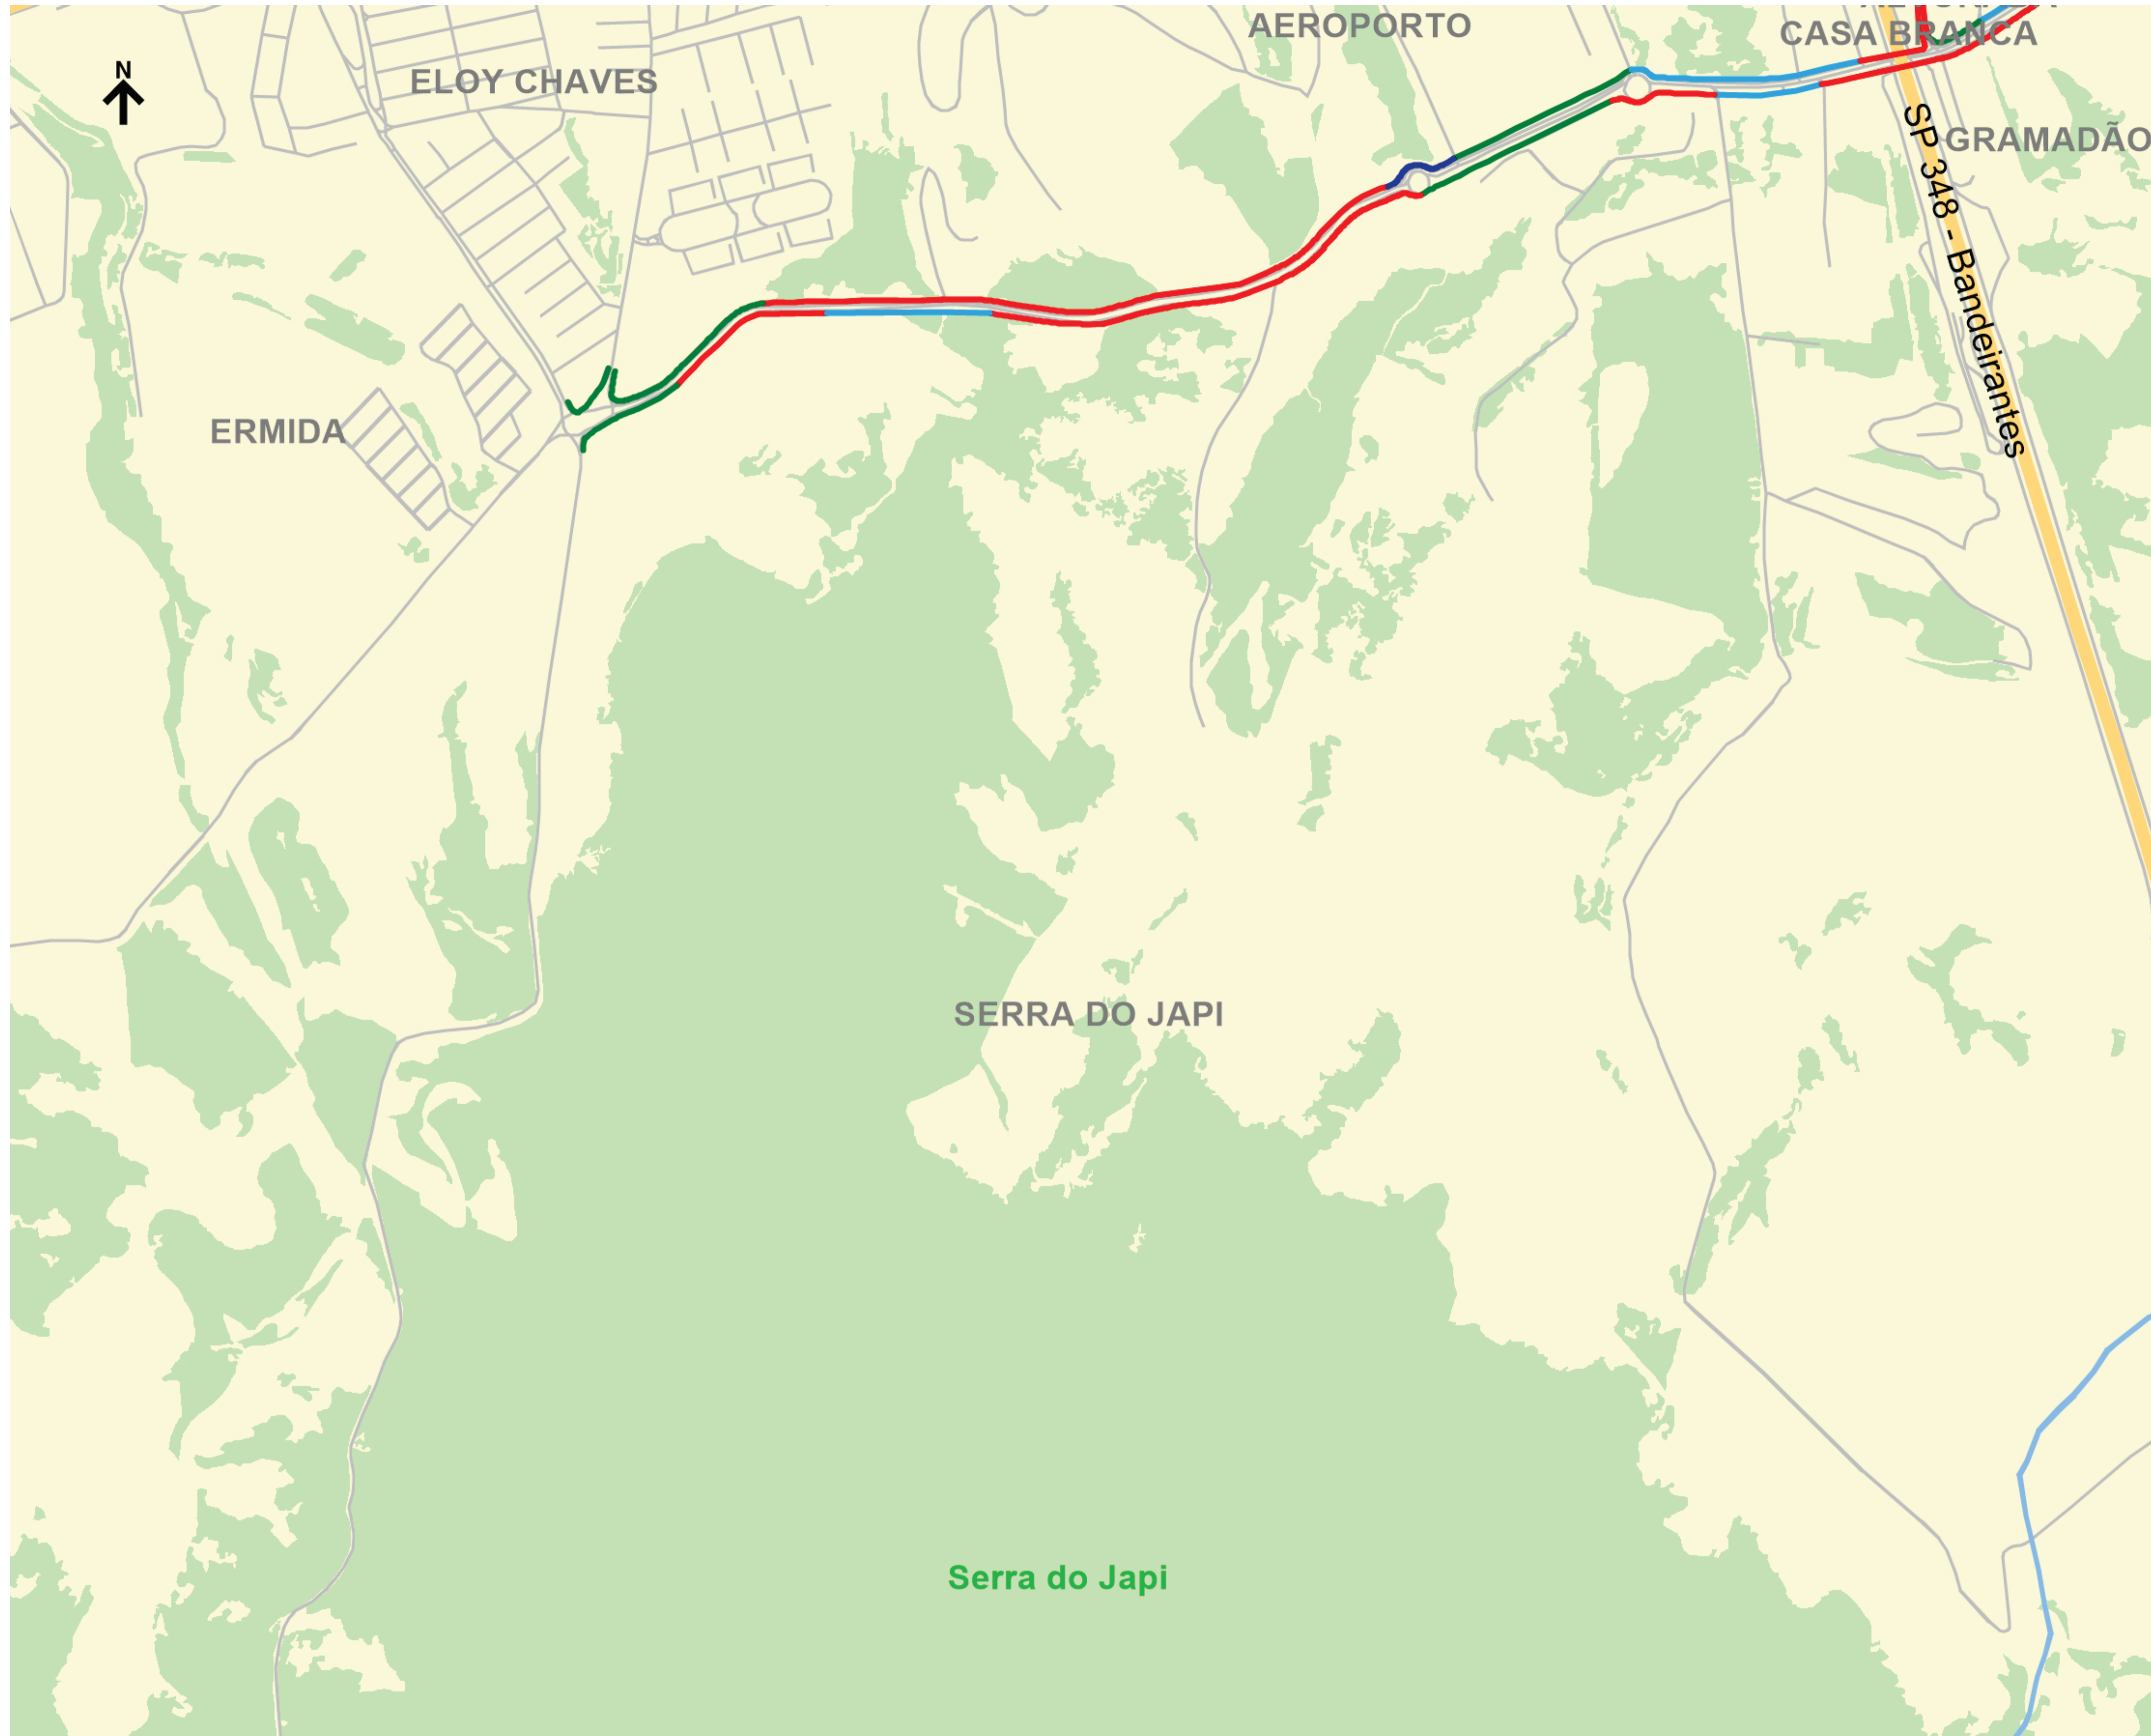 AEROPORTO
CASA BRANCA
N
ELOY CHAVES
SP 348 - Bandeirantes
GRAMADÃO
ERMIDA
SERRA DO JAPI
Serra do Japi